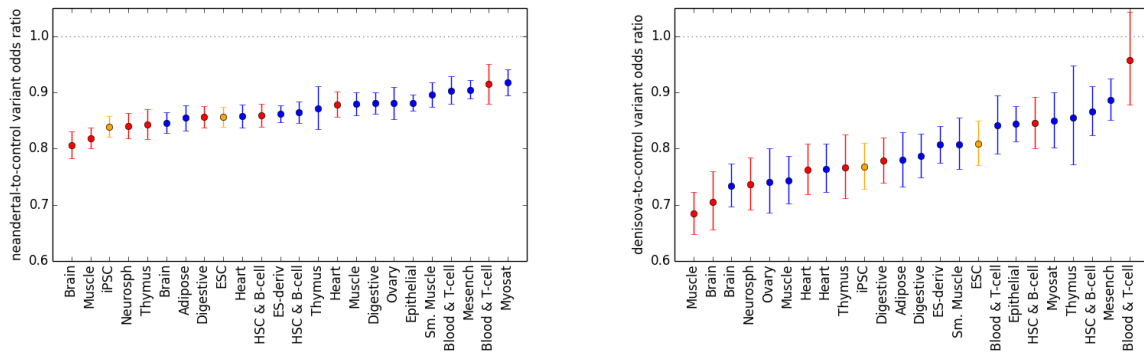 neandertal-to-control variant odds ratio
1.0
0.9
0.8
0.7
0.6
Brain
Muscle
iPSC
Neurosph
Thymus
Brain
Adipose
Digestive
ESC
Heart
HSC & B-cell
ES-deriv
HSC & B-cell
Thymus
Heart
Muscle
Digestive
Ovary
Epithelial
Sm. Muscle
Blood & T-cell
Mesench
Blood & T-cell
Myosat
denisova-to-control variant odds ratio
1.0
0.9
0.8
0.7
0.6
Muscle
Brain
Brain
Neurosph
Ovary
Muscle
Heart
Heart
Thymus
iPSC
Digestive
Adipose
Digestive
ES-deriv
Sm. Muscle
ESC
Blood & T-cell
Epithelial
HSC & B-cell
Myosat
Thymus
HSC & B-cell
Mesench
Blood & T-cell